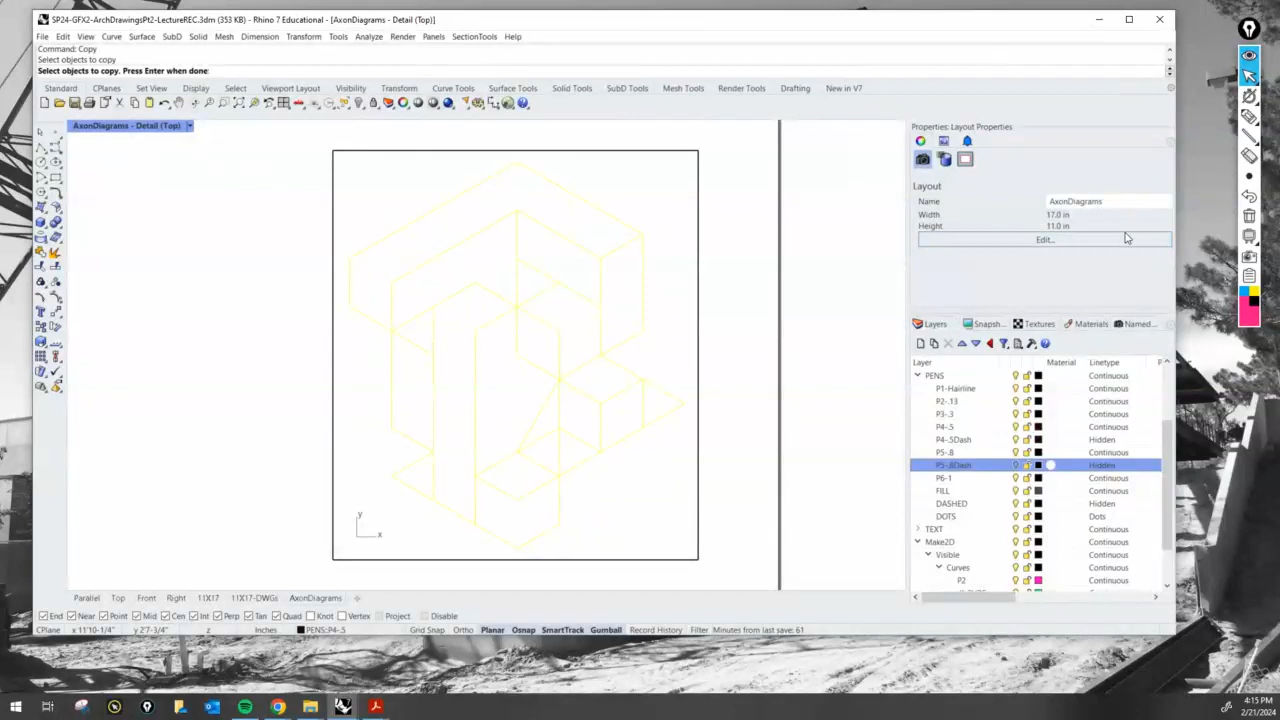 SP24-GFX2-ArchDrawingsPt2-LectureREC.3dm (353 KB) - Rhino 7 Educational - [AxonDiagrams - Detail (Top)]
File Edit View Curve Surface SubD Solid Mesh Dimension Transform Tools Analyze Render Panels SectionTools Help
Command: Copy
Select objects to copy
Select objects to copy. Press Enter when done:
Standard CPlanes Set View Display Select Viewport Layout Visibility Transform Curve Tools Surface Tools Solid Tools SubD Tools Mesh Tools Render Tools Drafting New in V7
AxonDiagrams - Detail (Top)
Properties: Layout Properties
Layout
Name AxonDiagrams
Width 17.0 in
Height 11.0 in
Edit...
Layers Snapsh... Textures Materials Named...
Layer Material Linetype P
PENS Continuous
P1-Hairline Continuous
P2-.13 Continuous
P3-.3 Continuous
P4-.5 Continuous
P4-.5Dash Hidden
P5-.8 Continuous
P5-.8Dash Hidden
P6-1 Continuous
FILL Continuous
DASHED Hidden
DOTS Dots
TEXT Continuous
Make2D Continuous
Visible Continuous
Curves Continuous
P2 Continuous
y
x
Parallel Top Front Right 11X17 11X17-DWGs AxonDiagrams
End Near Point Mid Cen Int Perp Tan Quad Knot Vertex Project Disable
CPlane x 11'10-1/4" y 2'7-3/4" z Inches PENS::P4-.5 Grid Snap Ortho Planar Osnap SmartTrack Gumball Record History Filter Minutes from last save: 61
4:15 PM
2/21/2024